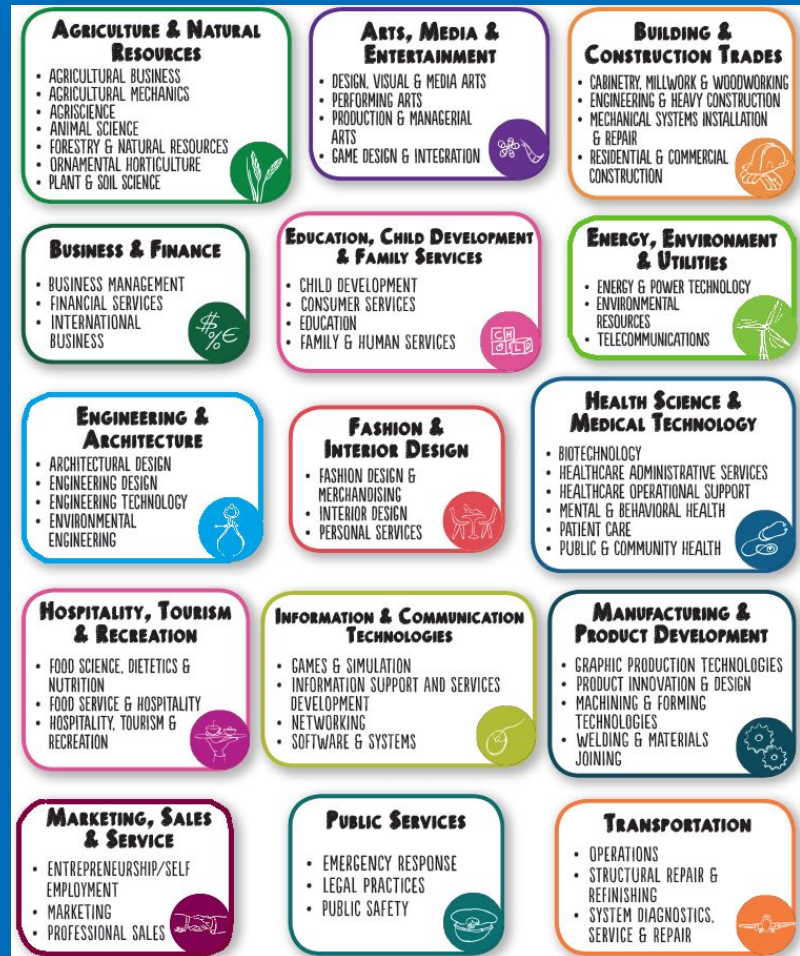 AGRICULTURE & NATURAL
RESOURCES
• AGRICULTURAL BUSINESS
• AGRICULTURAL MECHANICS
• AGRISCIENCE
• ANIMAL SCIENCE
• FORESTRY & NATURAL RESOURCES
• ORNAMENTAL HORTICULTURE
• PLANT & SOIL SCIENCE
ARTS, MEDIA &
ENTERTAINMENT
• DESIGN, VISUAL & MEDIA ARTS
• PERFORMING ARTS
• PRODUCTION & MANAGERIAL
ARTS
• GAME DESIGN & INTEGRATION
BUILDING &
CONSTRUCTION TRADES
• CABINETRY, MILLWORK & WOODWORKING
• ENGINEERING & HEAVY CONSTRUCTION
• MECHANICAL SYSTEMS INSTALLATION
& REPAIR
• RESIDENTIAL & COMMERCIAL
CONSTRUCTION
BUSINESS & FINANCE
• BUSINESS MANAGEMENT
• FINANCIAL SERVICES
• INTERNATIONAL
BUSINESS
$%€
EDUCATION, CHILD DEVELOPMENT
& FAMILY SERVICES
• CHILD DEVELOPMENT
• CONSUMER SERVICES
• EDUCATION
• FAMILY & HUMAN SERVICES
CH
ILD
ENERGY, ENVIRONMENT
& UTILITIES
• ENERGY & POWER TECHNOLOGY
• ENVIRONMENTAL
RESOURCES
• TELECOMMUNICATIONS
ENGINEERING &
ARCHITECTURE
• ARCHITECTURAL DESIGN
• ENGINEERING DESIGN
• ENGINEERING TECHNOLOGY
• ENVIRONMENTAL
ENGINEERING
FASHION &
INTERIOR DESIGN
• FASHION DESIGN &
MERCHANDISING
• INTERIOR DESIGN
• PERSONAL SERVICES
HEALTH SCIENCE &
MEDICAL TECHNOLOGY
• BIOTECHNOLOGY
• HEALTHCARE ADMINISTRATIVE SERVICES
• HEALTHCARE OPERATIONAL SUPPORT
• MENTAL & BEHAVIORAL HEALTH
• PATIENT CARE
• PUBLIC & COMMUNITY HEALTH
HOSPITALITY, TOURISM
& RECREATION
• FOOD SCIENCE, DIETETICS &
NUTRITION
• FOOD SERVICE & HOSPITALITY
• HOSPITALITY, TOURISM &
RECREATION
INFORMATION & COMMUNICATION
TECHNOLOGIES
• GAMES & SIMULATION
• INFORMATION SUPPORT AND SERVICES
DEVELOPMENT
• NETWORKING
• SOFTWARE & SYSTEMS
MANUFACTURING &
PRODUCT DEVELOPMENT
• GRAPHIC PRODUCTION TECHNOLOGIES
• PRODUCT INNOVATION & DESIGN
• MACHINING & FORMING
TECHNOLOGIES
• WELDING & MATERIALS
JOINING
MARKETING, SALES
& SERVICE
• ENTREPRENEURSHIP/SELF
EMPLOYMENT
• MARKETING
• PROFESSIONAL SALES
PUBLIC SERVICES
• EMERGENCY RESPONSE
• LEGAL PRACTICES
• PUBLIC SAFETY
TRANSPORTATION
• OPERATIONS
• STRUCTURAL REPAIR &
REFINISHING
• SYSTEM DIAGNOSTICS,
SERVICE & REPAIR